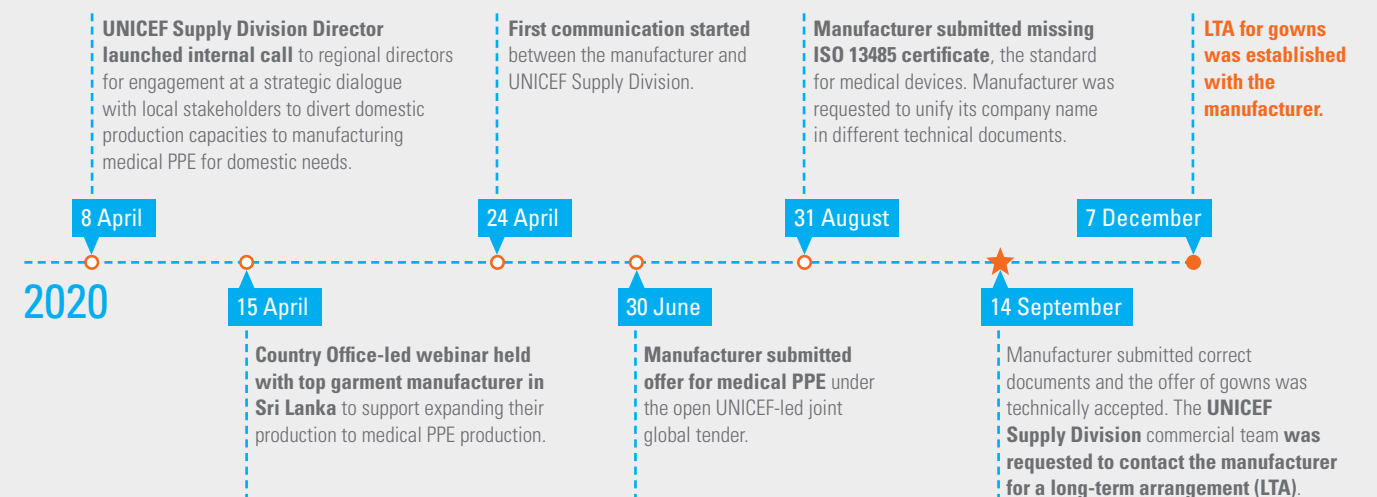 UNICEF Supply Division Director
launched internal call to regional directors
for engagement at a strategic dialogue
with local stakeholders to divert domestic
production capacities to manufacturing
medical PPE for domestic needs.
First communication started
between the manufacturer and
UNICEF Supply Division.
Manufacturer submitted missing
ISO 13485 certificate, the standard
for medical devices. Manufacturer was
requested to unify its company name
in different technical documents.
LTA for gowns
was established
with the
manufacturer.
8 April
24 April
31 August
7 December
2020
15 April
30 June
14 September
Country Office-led webinar held
with top garment manufacturer in
Sri Lanka to support expanding their
production to medical PPE production.
Manufacturer submitted
offer for medical PPE under
the open UNICEF-led joint
global tender.
Manufacturer submitted correct
documents and the offer of gowns was
technically accepted. The UNICEF
Supply Division commercial team was
requested to contact the manufacturer
for a long-term arrangement (LTA).